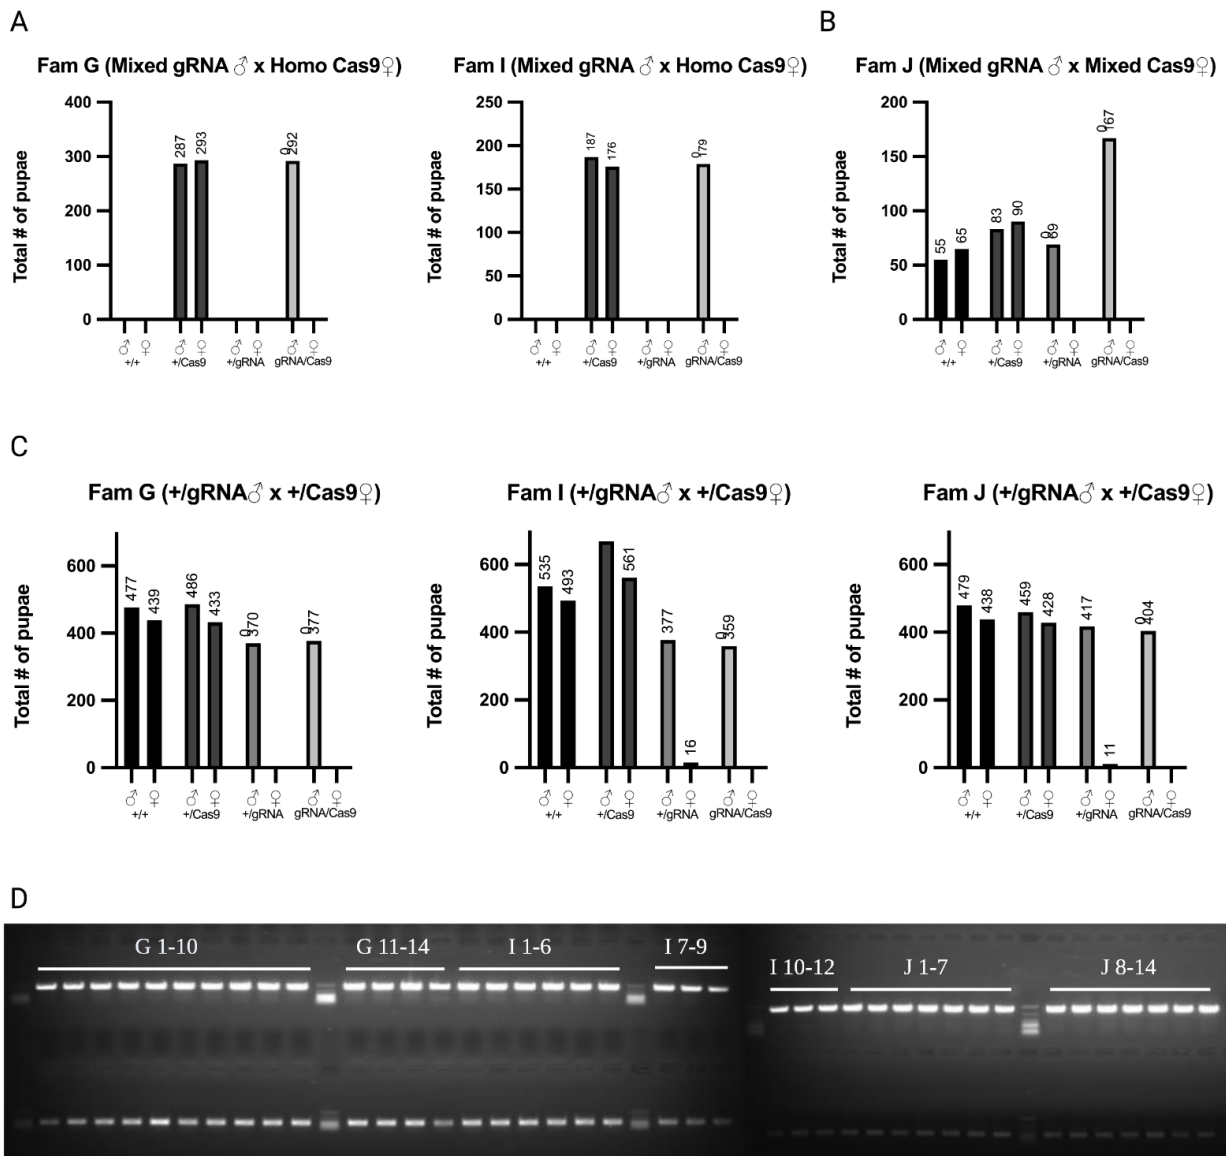 A
B
Fam G (Mixed gRNA ♂ x Homo Cas9♀)
Fam I (Mixed gRNA ♂ x Homo Cas9♀)
Fam J (Mixed gRNA ♂ x Mixed Cas9♀)
Total # of pupae
400
300
200
100
0
287
293
0
292
♂ ♀ ♂ ♀ ♂ ♀ ♂ ♀
+/+ +/Cas9 +/gRNA gRNA/Cas9
Total # of pupae
250
200
150
100
50
0
187
176
0
179
♂ ♀ ♂ ♀ ♂ ♀ ♂ ♀
+/+ +/Cas9 +/gRNA gRNA/Cas9
Total # of pupae
200
150
100
50
0
55
65
83
90
0
69
0
167
♂ ♀ ♂ ♀ ♂ ♀ ♂ ♀
+/+ +/Cas9 +/gRNA gRNA/Cas9
C
Fam G (+/gRNA♂ x +/Cas9♀)
Fam I (+/gRNA♂ x +/Cas9♀)
Fam J (+/gRNA♂ x +/Cas9♀)
Total # of pupae
600
400
200
0
477
439
486
433
0
370
0
377
♂ ♀ ♂ ♀ ♂ ♀ ♂ ♀
+/+ +/Cas9 +/gRNA gRNA/Cas9
Total # of pupae
600
400
200
0
535
493
561
377
16
0
359
♂ ♀ ♂ ♀ ♂ ♀ ♂ ♀
+/+ +/Cas9 +/gRNA gRNA/Cas9
Total # of pupae
600
400
200
0
479
438
459
428
417
11
0
404
♂ ♀ ♂ ♀ ♂ ♀ ♂ ♀
+/+ +/Cas9 +/gRNA gRNA/Cas9
D
G 1-10
G 11-14
I 1-6
I 7-9
I 10-12
J 1-7
J 8-14